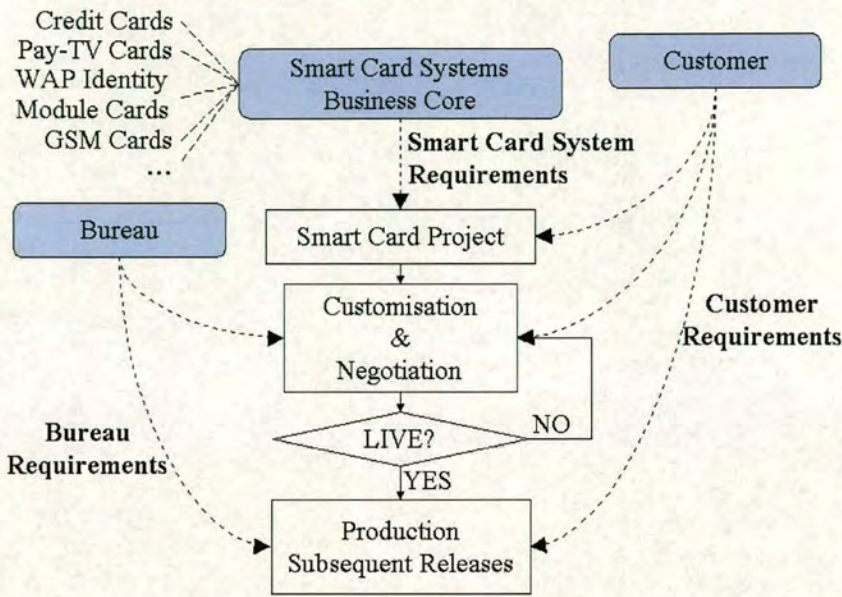 Credit Cards
Pay-TV Cards
WAP Identity
Module Cards
GSM Cards
...
Smart Card Systems
Business Core
Customer
Smart Card System
Requirements
Bureau
Smart Card Project
Customisation
&
Negotiation
Customer
Requirements
LIVE?
NO
Bureau
Requirements
YES
Production
Subsequent Releases